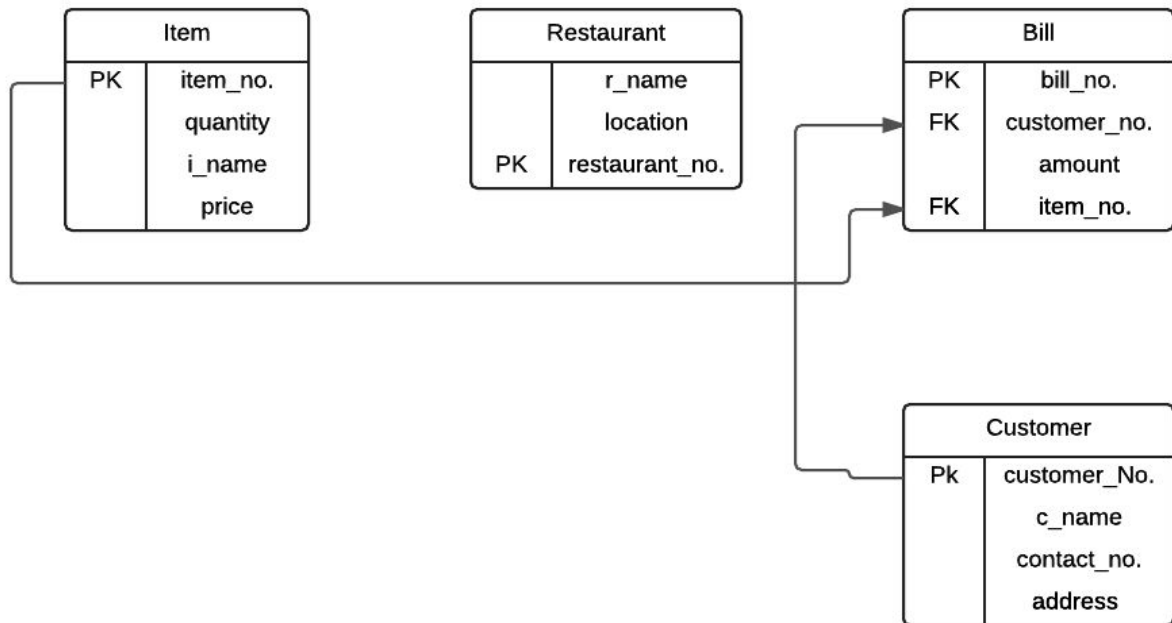 Item
PK item_no.
quantity
i_name
price
Restaurant
r_name
location
PK restaurant_no.
Bill
PK bill_no.
FK customer_no.
amount
FK item_no.
Customer
Pk customer_No.
c_name
contact_no.
address